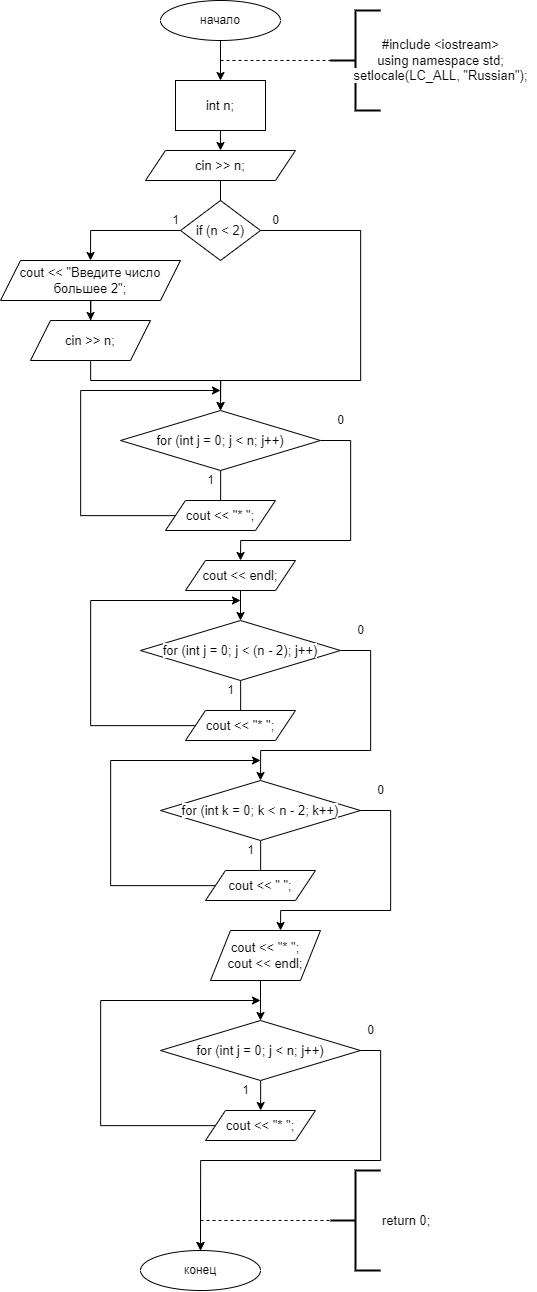 начало
#include <iostream>
using namespace std;
setlocale(LC_ALL, "Russian");
int n;
cin >> n;
if (n < 2)
1
0
cout << "Введите число
большее 2";
cin >> n;
for (int j = 0; j < n; j++)
0
1
cout << "* ";
cout << endl;
for (int j = 0; j < (n - 2); j++)
0
1
cout << "* ";
for (int k = 0; k < n - 2; k++)
0
1
cout << " ";
cout << "* ";
cout << endl;
for (int j = 0; j < n; j++)
0
1
cout << "* ";
return 0;
конец